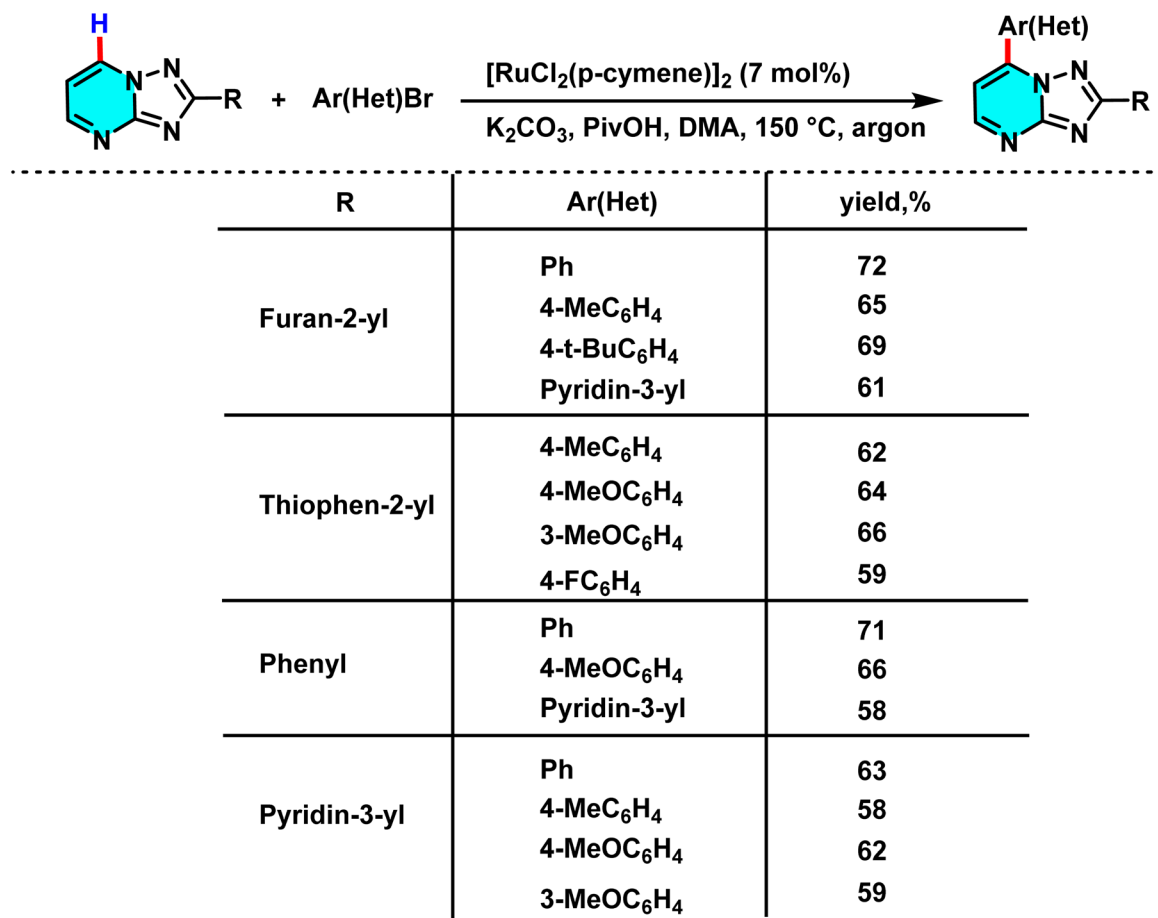 H
N N N N R + Ar(Het)Br [RuCl₂(p-cymene)]₂ (7 mol%) K₂CO₃, PivOH, DMA, 150 °C, argon Ar(Het) N N N N R
R Ar(Het) yield,%
Furan-2-yl
Ph 72
4-MeC₆H₄ 65
4-t-BuC₆H₄ 69
Pyridin-3-yl 61
Thiophen-2-yl
4-MeC₆H₄ 62
4-MeOC₆H₄ 64
3-MeOC₆H₄ 66
4-FC₆H₄ 59
Phenyl
Ph 71
4-MeOC₆H₄ 66
Pyridin-3-yl 58
Pyridin-3-yl
Ph 63
4-MeC₆H₄ 58
4-MeOC₆H₄ 62
3-MeOC₆H₄ 59